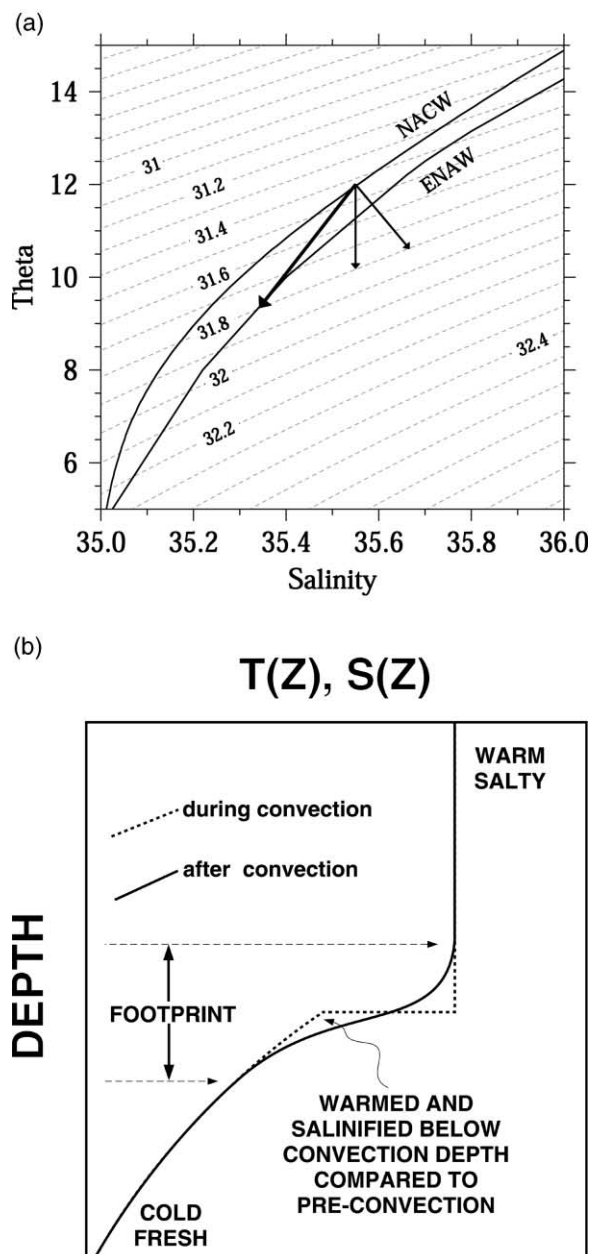 (a)
14
12
10
8
6
Theta
NACW
ENAW
31
31.2
31.4
31.6
31.8
32
32.2
32.4
35.0
35.2
35.4
35.6
35.8
36.0
Salinity
(b)
T(Z), S(Z)
WARM
SALTY
during convection
after convection
DEPTH
FOOTPRINT
WARMED AND
SALINIFIED BELOW
CONVECTION DEPTH
COMPARED TO
PRE-CONVECTION
COLD
FRESH